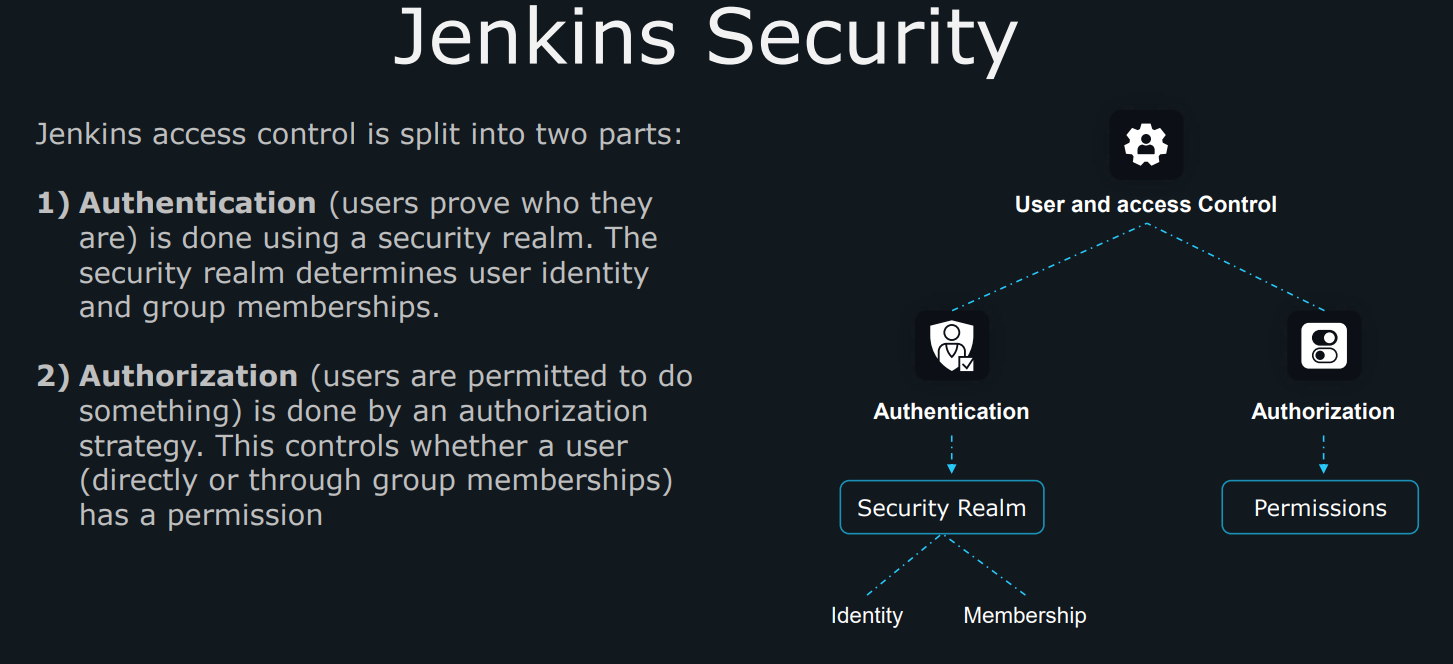 Jenkins Security
Jenkins access control is split into two parts:
1) Authentication (users prove who they
are) is done using a security realm. The
security realm determines user identity
and group memberships.
2) Authorization (users are permitted to do
something) is done by an authorization
strategy. This controls whether a user
(directly or through group memberships)
has a permission
User and access Control
Authentication
Authorization
Security Realm
Permissions
Identity
Membership